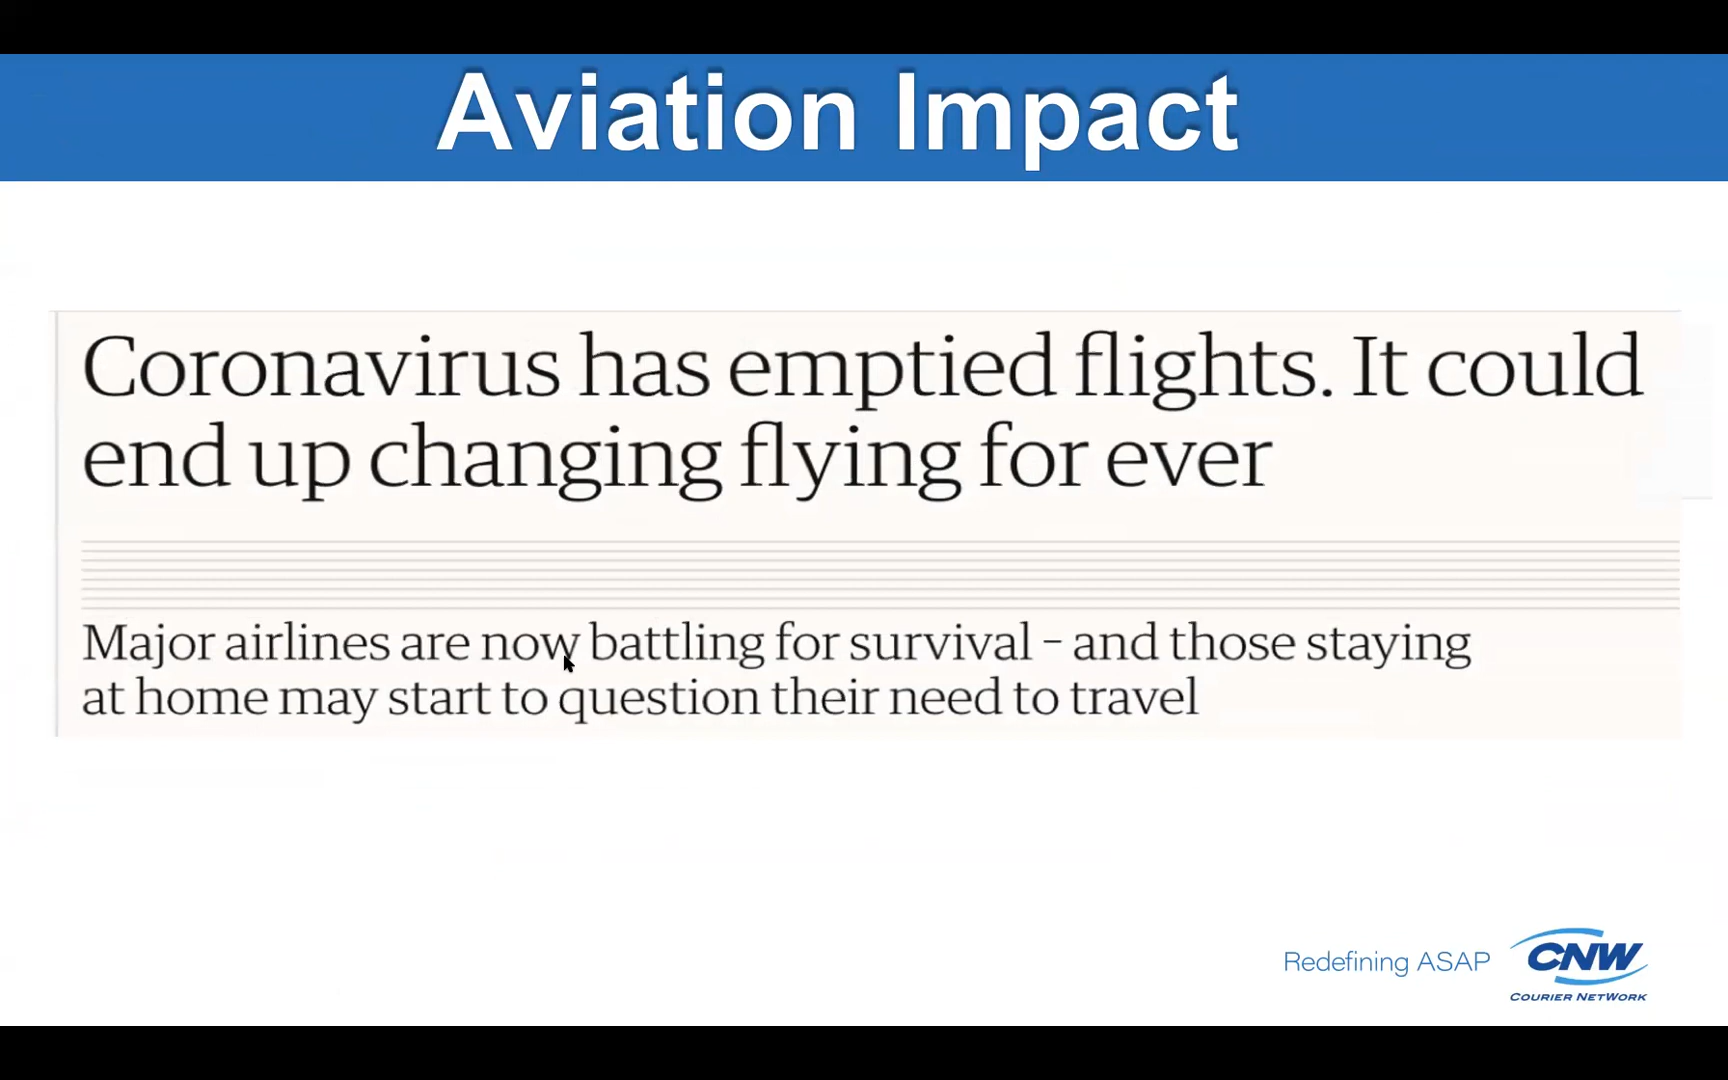 Aviation Impact
Coronavirus has emptied flights. It could
end up changing flying for ever
Major airlines are now battling for survival – and those staying
at home may start to question their need to travel
Redefining ASAP
CNW
COURIER NETWORK